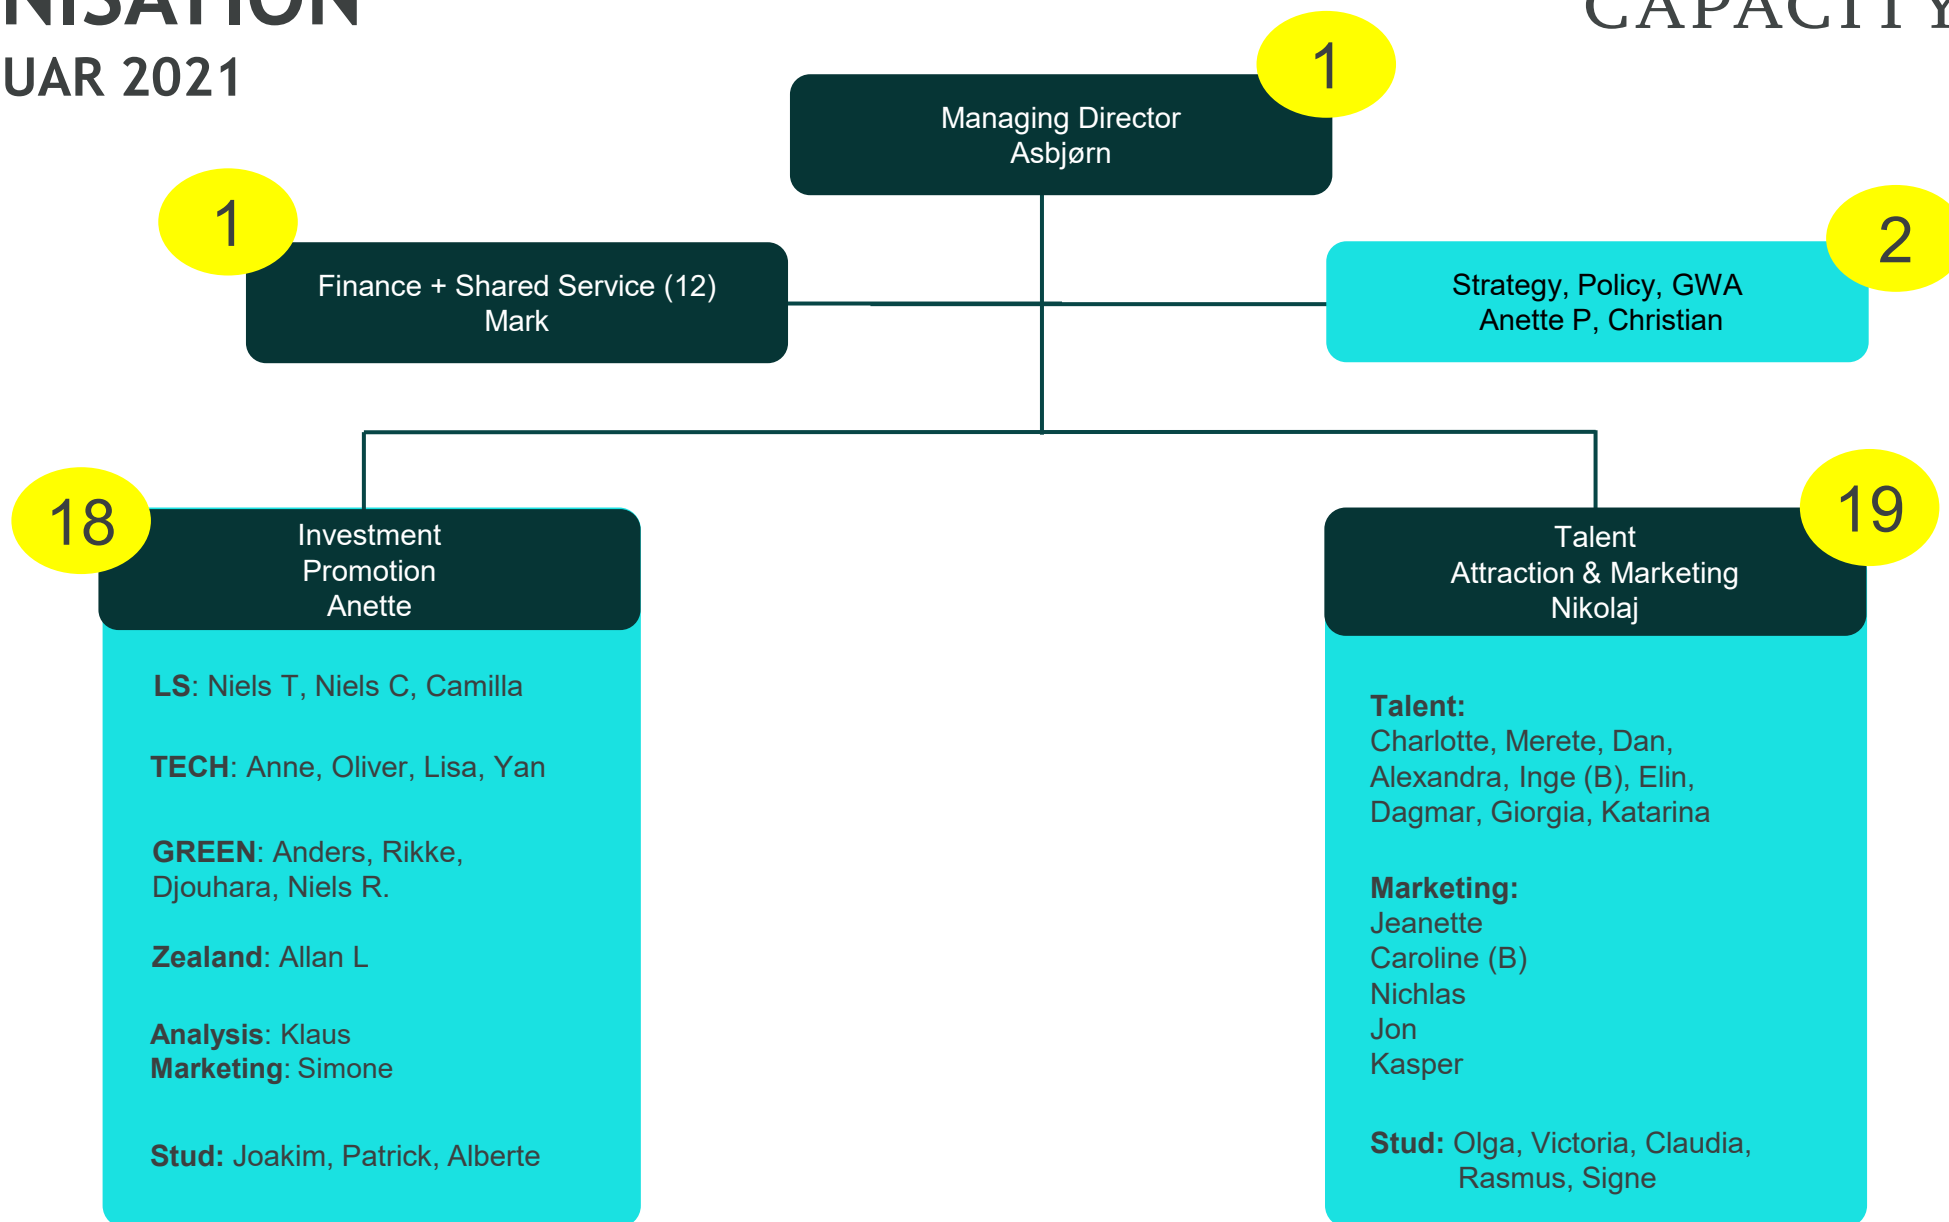 NISATION
UAR 2021
CAPACITY
1
Managing Director
Asbjørn
1
Finance + Shared Service (12)
Mark
2
Strategy, Policy, GWA
Anette P, Christian
18
Investment
Promotion
Anette
LS: Niels T, Niels C, Camilla
TECH: Anne, Oliver, Lisa, Yan
GREEN: Anders, Rikke,
Djouhara, Niels R.
Zealand: Allan L
Analysis: Klaus
Marketing: Simone
Stud: Joakim, Patrick, Alberte
19
Talent
Attraction & Marketing
Nikolaj
Talent:
Charlotte, Merete, Dan,
Alexandra, Inge (B), Elin,
Dagmar, Giorgia, Katarina
Marketing:
Jeanette
Caroline (B)
Nichlas
Jon
Kasper
Stud: Olga, Victoria, Claudia,
Rasmus, Signe